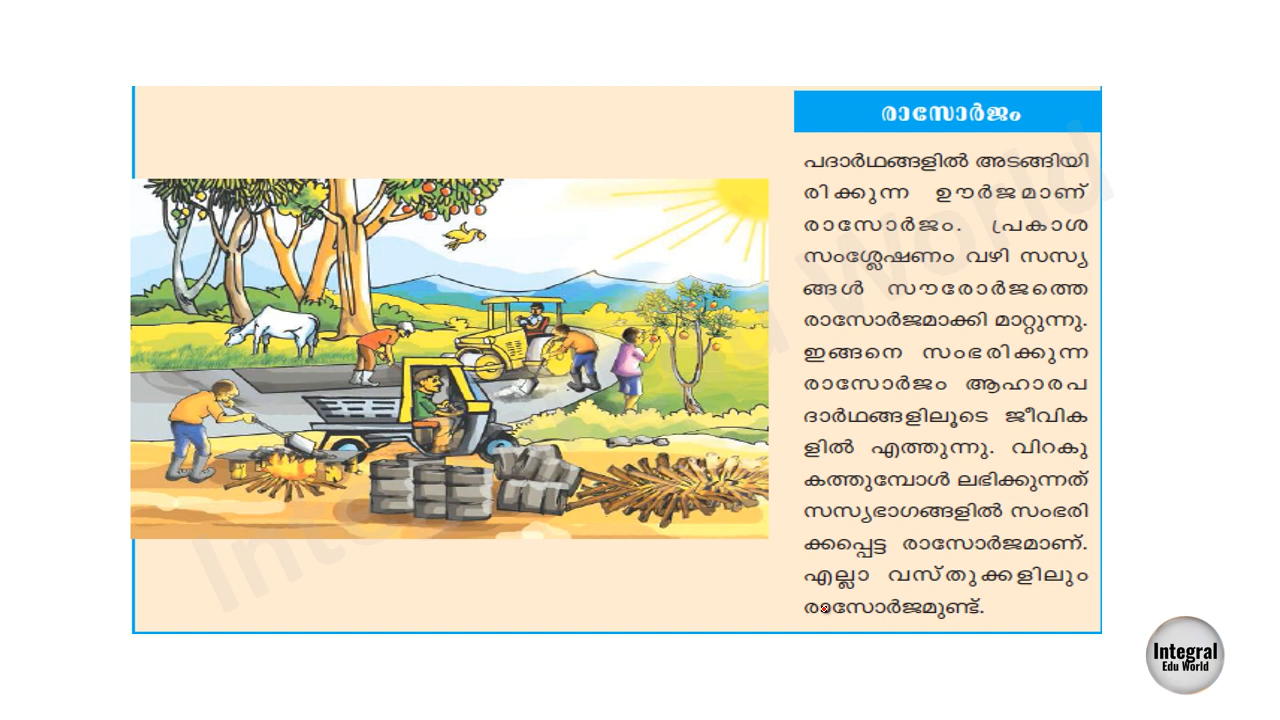 രാസോർജം
പദാർഥങ്ങളിൽ അടങ്ങിയി
രിക്കുന്ന ഊർജമാണ്
രാസോർജം. പ്രകാശ
സംശ്ലേഷണം വഴി സസ്യ
ങ്ങൾ സൗരോർജത്തെ
രാസോർജമാക്കി മാറ്റുന്നു.
ഇങ്ങനെ സംഭരിക്കുന്ന
രാസോർജം ആഹാരപ
ദാർഥങ്ങളിലൂടെ ജീവിക
ളിൽ എത്തുന്നു. വിറകു
കത്തുമ്പോൾ ലഭിക്കുന്നത്
സസ്യഭാഗങ്ങളിൽ സംഭരി
ക്കപ്പെട്ട രാസോർജമാണ്.
എല്ലാ വസ്തുക്കളിലും
രാസോർജമുണ്ട്.
Integral
Edu World